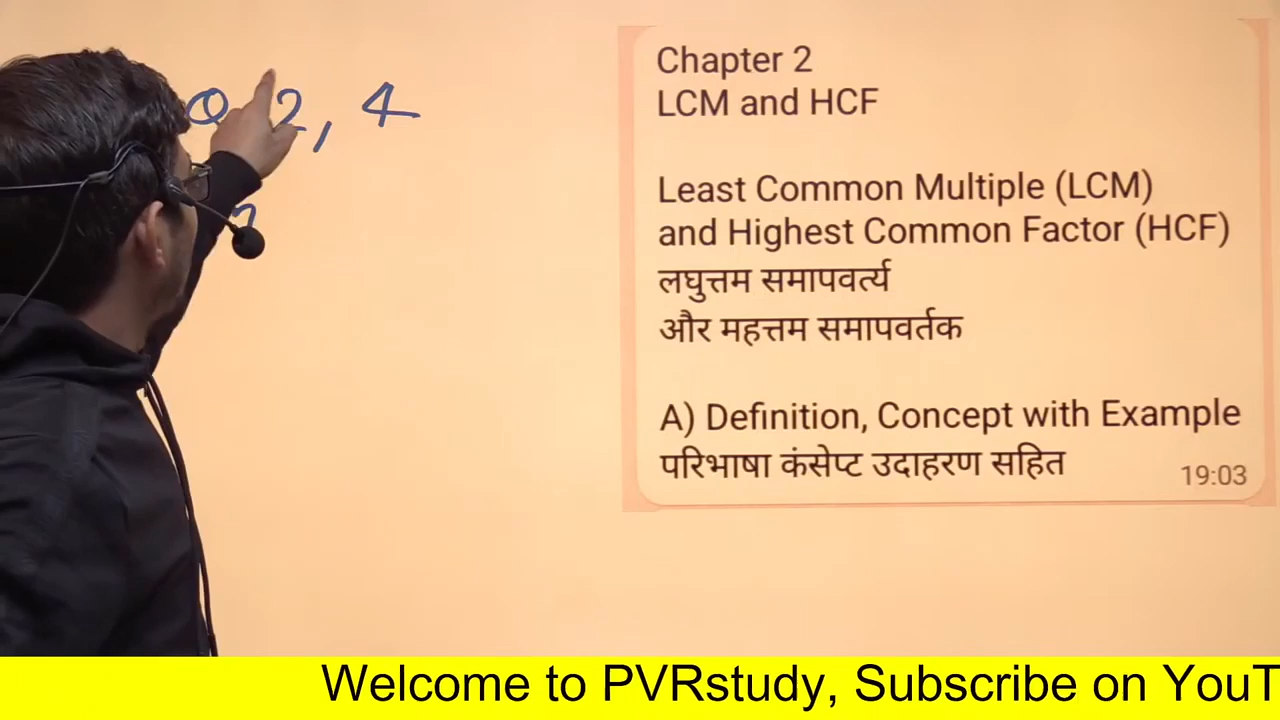 2, 4
Chapter 2
LCM and HCF
Least Common Multiple (LCM)
and Highest Common Factor (HCF)
लघुत्तम समापवर्त्य
और महत्तम समापवर्तक
A) Definition, Concept with Example
परिभाषा कंसेप्ट उदाहरण सहित
19:03
Welcome to PVRstudy, Subscribe on YouT